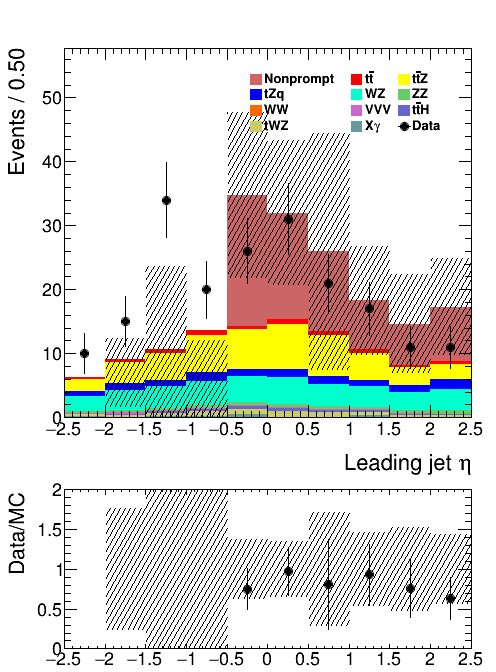 Events / 0.50
50
40
30
20
10
0
Nonprompt tt̄ tt̄Z
tZq WZ ZZ
WW VVV tt̄H
tWZ Xγ Data
−2.5 −2 −1.5 −1 −0.5 0 0.5 1 1.5 2 2.5
Leading jet η
Data/MC
2
1.5
1
0.5
0
−2.5 −2 −1.5 −1 −0.5 0 0.5 1 1.5 2 2.5